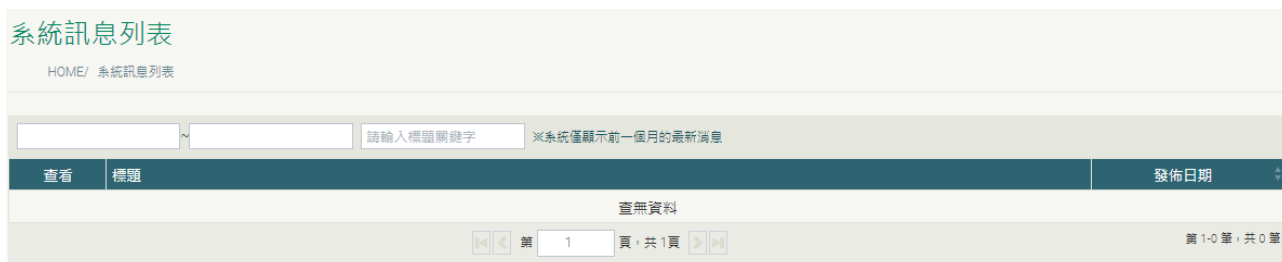 系統訊息列表
HOME/ 系統訊息列表
~ 請輸入標題關鍵字 ※系統僅顯示前一個月的最新消息
查看 標題 發佈日期
查無資料
第 1 頁，共 1頁 第 1-0 筆，共 0 筆